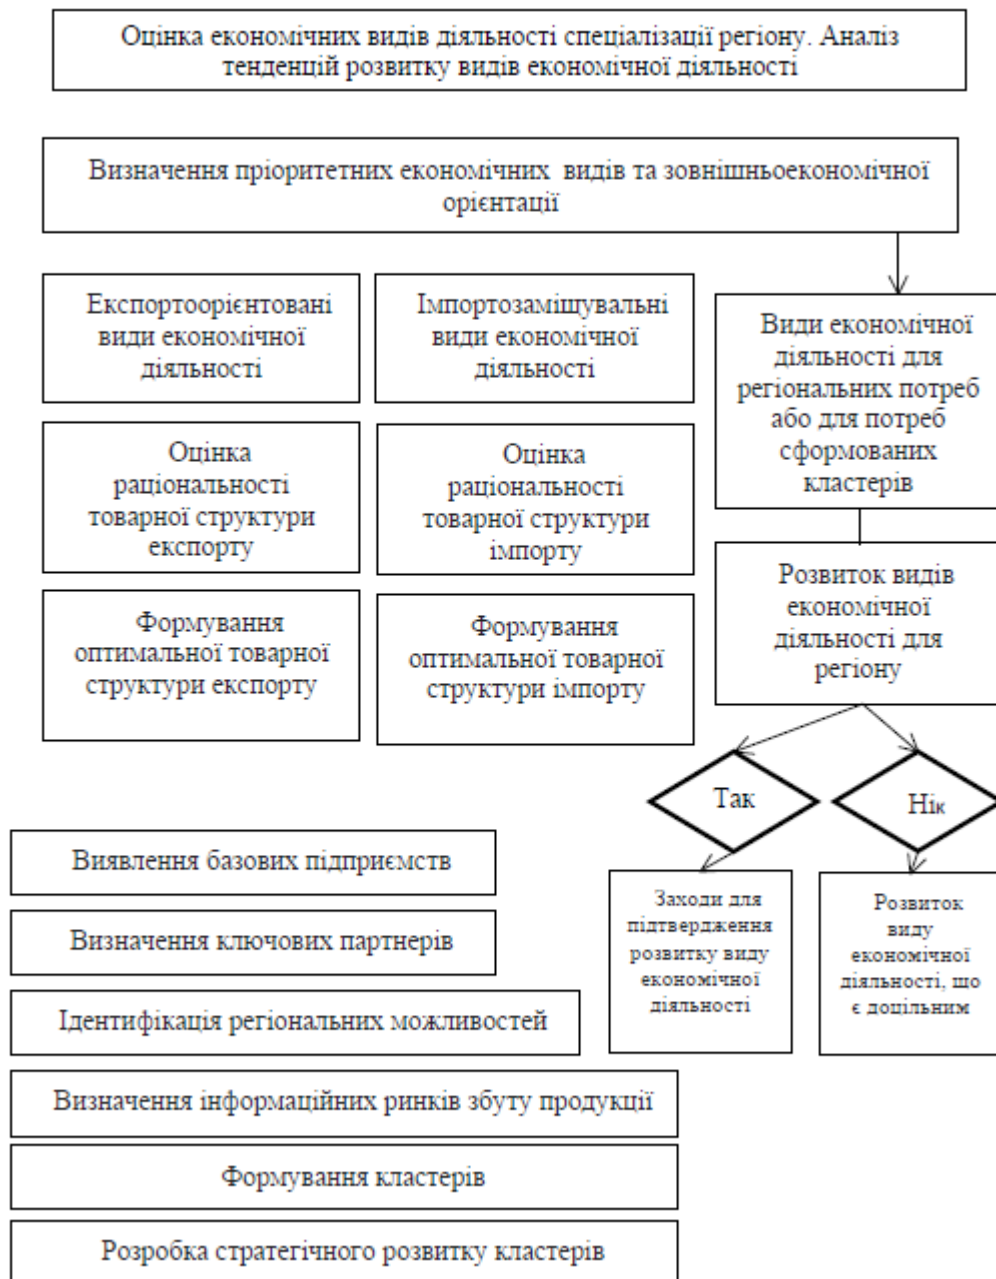 Оцінка економічних видів діяльності спеціалізації регіону. Аналіз
тенденцій розвитку видів економічної діяльності
Визначення пріоритетних економічних видів та зовнішньоекономічної
орієнтації
Експортоорієнтовані
види економічної
діяльності
Імпортозаміщувальні
види економічної
діяльності
Види економічної
діяльності для
регіональних потреб
або для потреб
сформованих
кластерів
Оцінка
раціональності
товарної структури
експорту
Оцінка
раціональності
товарної структури
імпорту
Розвиток видів
економічної
діяльності для
регіону
Формування
оптимальної товарної
структури експорту
Формування
оптимальної товарної
структури імпорту
Так
Нік
Виявлення базових підприємств
Визначення ключових партнерів
Ідентифікація регіональних можливостей
Визначення інформаційних ринків збуту продукції
Формування кластерів
Розробка стратегічного розвитку кластерів
Заходи для
підтвердження
розвитку виду
економічної
діяльності
Розвиток
виду
економічної
діяльності, що
є доцільним